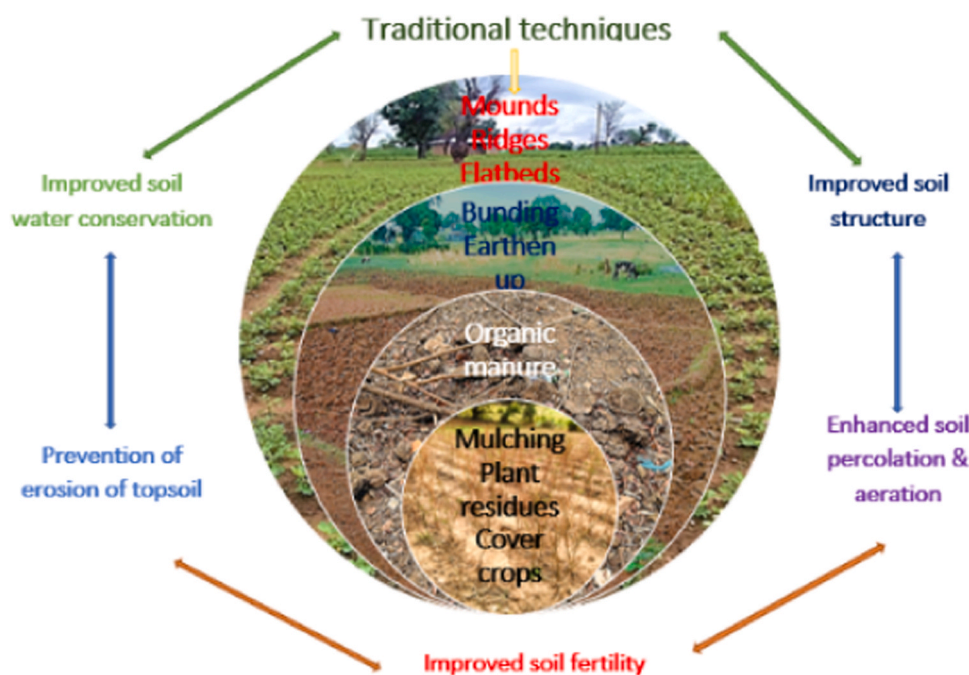 Traditional techniques
Mounds
Ridges
Flatbeds
Improved soil
water conservation
Improved soil
structure
Bunding
Earthen
up
Organic
manure
Mulching
Plant
residues
Cover
crops
Prevention of
erosion of topsoil
Enhanced soil
percolation &
aeration
Improved soil fertility